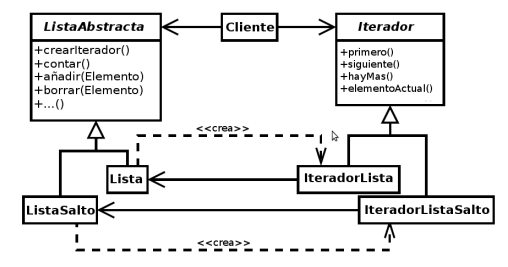 ListaAbstracta
Cliente
Iterador
+crearIterador()
+contar()
+añadir(Elemento)
+borrar(Elemento)
+...()
+primero()
+siguiente()
+hayMas()
+elementoActual()
<<crea>>
Lista
IteradorLista
ListaSalto
IteradorListaSalto
<<crea>>